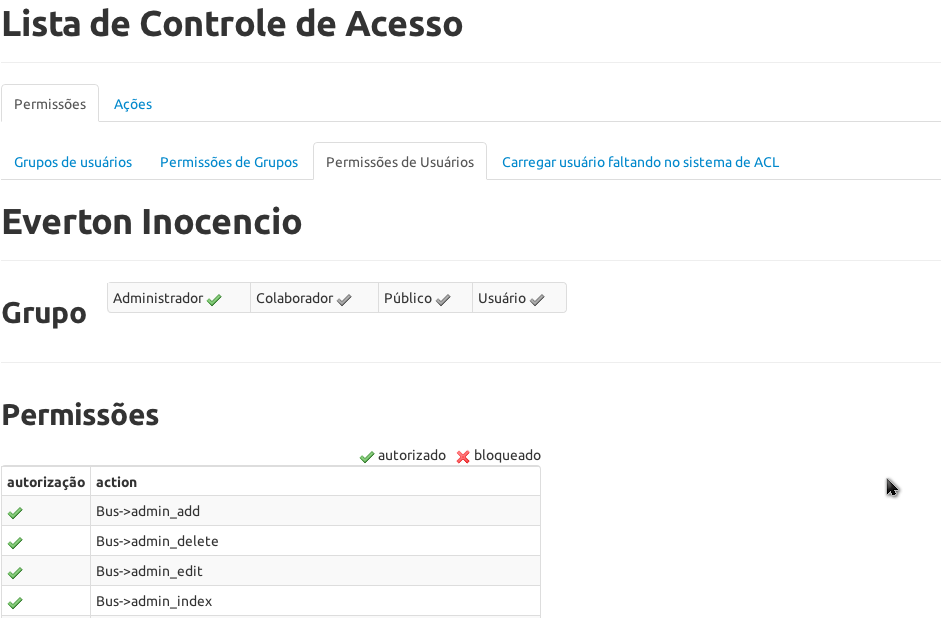 Lista de Controle de Acesso
Permissões Ações
Grupos de usuários Permissões de Grupos Permissões de Usuários Carregar usuário faltando no sistema de ACL
Everton Inocencio
Grupo Administrador Colaborador Público Usuário
Permissões
autorizado bloqueado
autorização action
Bus->admin_add
Bus->admin_delete
Bus->admin_edit
Bus->admin_index